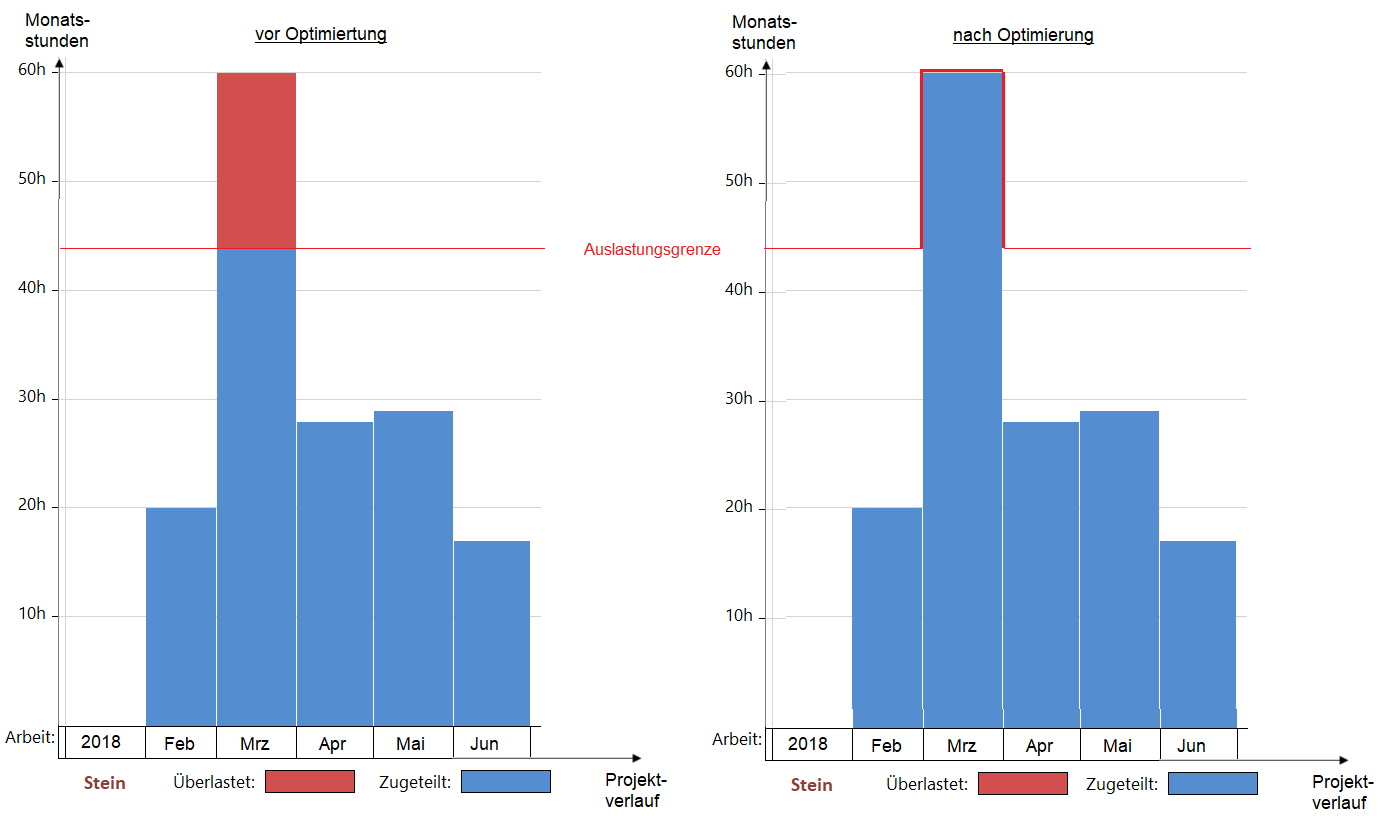 Monats-
stunden
vor Optimiertung
60h
50h
40h
30h
20h
10h
Arbeit:
2018 Feb Mrz Apr Mai Jun
Stein Überlastet: Zugeteilt:
Projekt-
verlauf
Auslastungsgrenze
Monats-
stunden
nach Optimierung
60h
50h
40h
30h
20h
10h
Arbeit:
2018 Feb Mrz Apr Mai Jun
Stein Überlastet: Zugeteilt:
Projekt-
verlauf